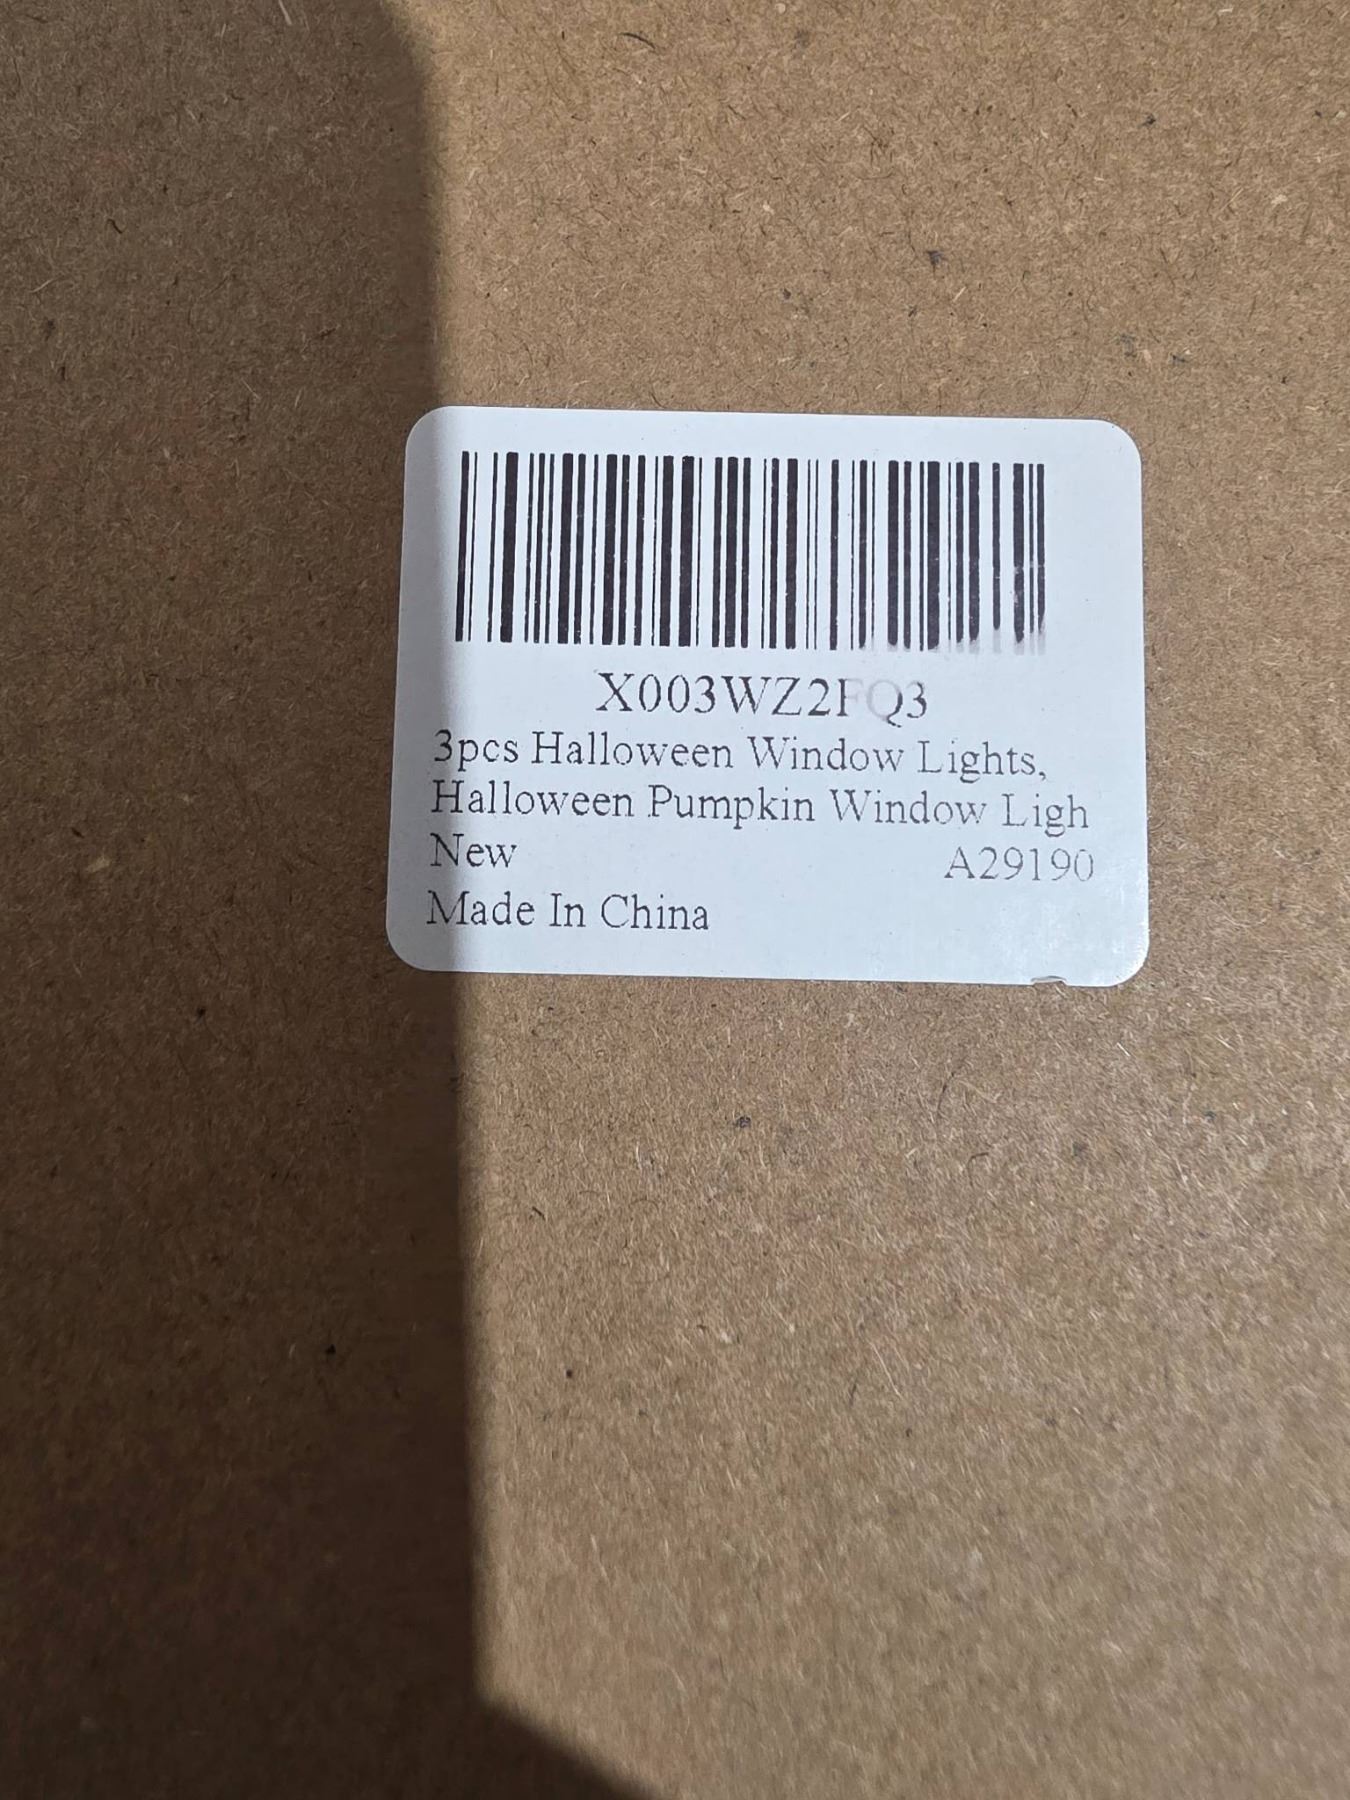 X003WZ2FQ3
3pcs Halloween Window Lights,
Halloween Pumpkin Window Ligh
New A29190
Made In China